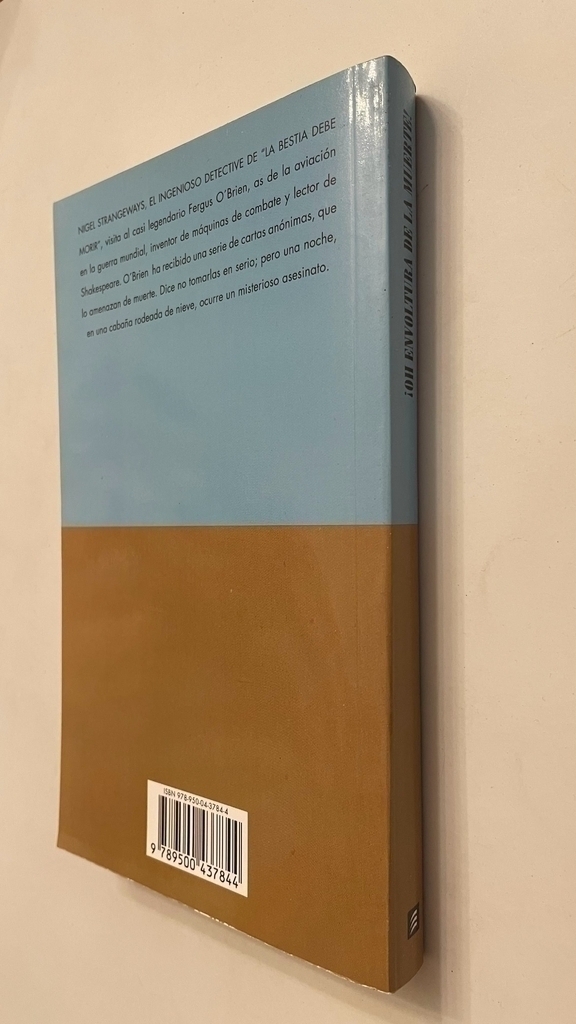 NIGEL STRANGEWAYS, EL INGENIOSO DETECTIVE DE "LA BESTIA DEBE
MORIR", visita al casi legendario Fergus O´Brien, as de la aviación
en la guerra mundial, inventor de máquinas de combate y lector de
Shakespeare. O´Brien ha recibido una serie de cartas anónimas, que
lo amenazan de muerte. Dice no tomarlas en serio; pero una noche,
en una cabaña rodeada de nieve, ocurre un misterioso asesinato.
¡OH ENVOLTURA DE LA MUERTE!
ISBN 978-950-04-3784-4
9 789500 437844